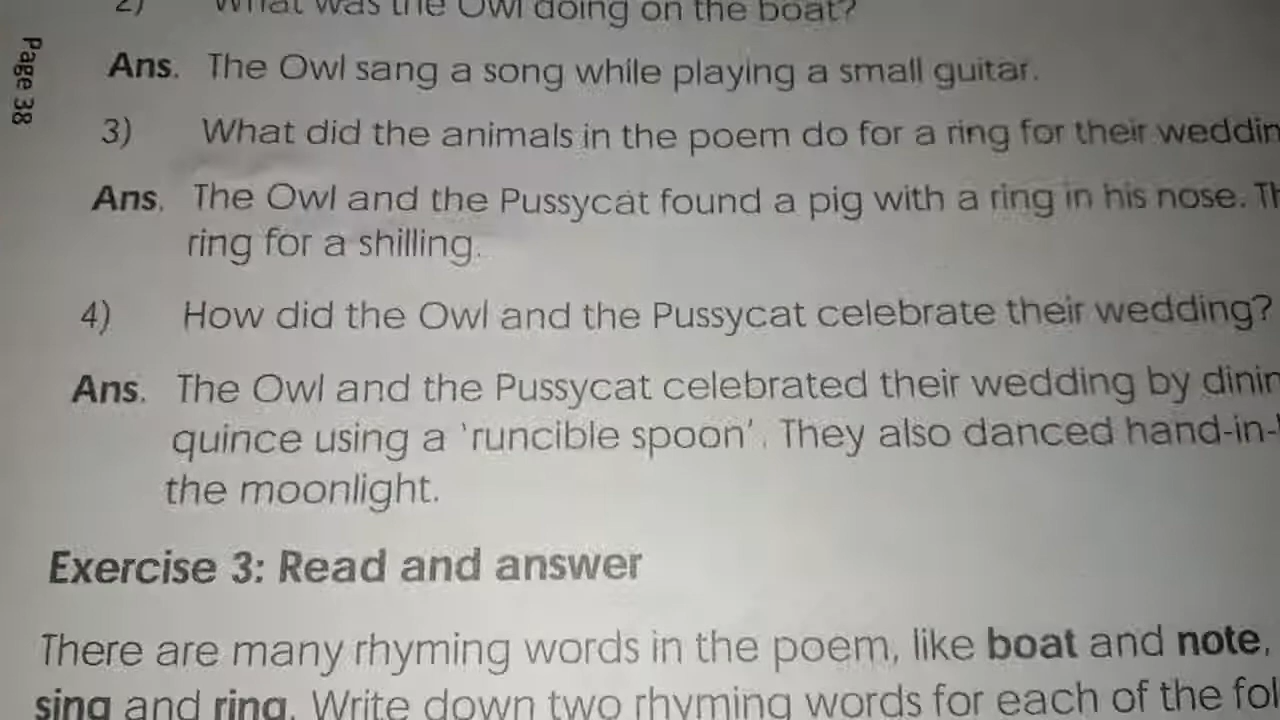 2) What was the Owl doing on the boat?
Page 38
Ans. The Owl sang a song while playing a small guitar.
3) What did the animals in the poem do for a ring for their
Ans. The Owl and the Pussycat found a pig with a ring in his nose.
ring for a shilling.
4) How did the Owl and the Pussycat celebrate their wedding?
Ans. The Owl and the Pussycat celebrated their wedding by
quince using a 'runcible spoon'. They also danced hand-in-
the moonlight.
Exercise 3: Read and answer
There are many rhyming words in the poem, like boat and note,
sing and ring. Write down two rhyming words for each of the